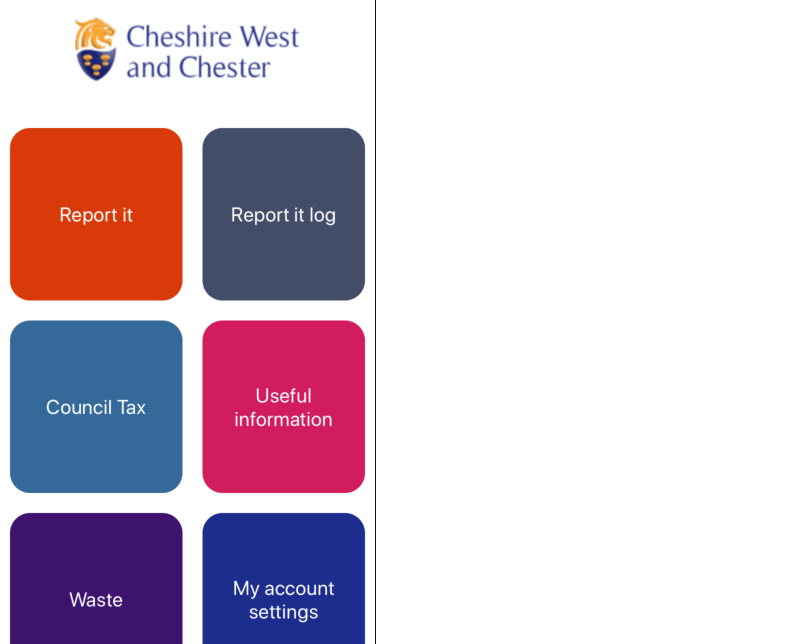 Cheshire West
and Chester
Report it
Report it log
Council Tax
Useful
information
Waste
My account
settings